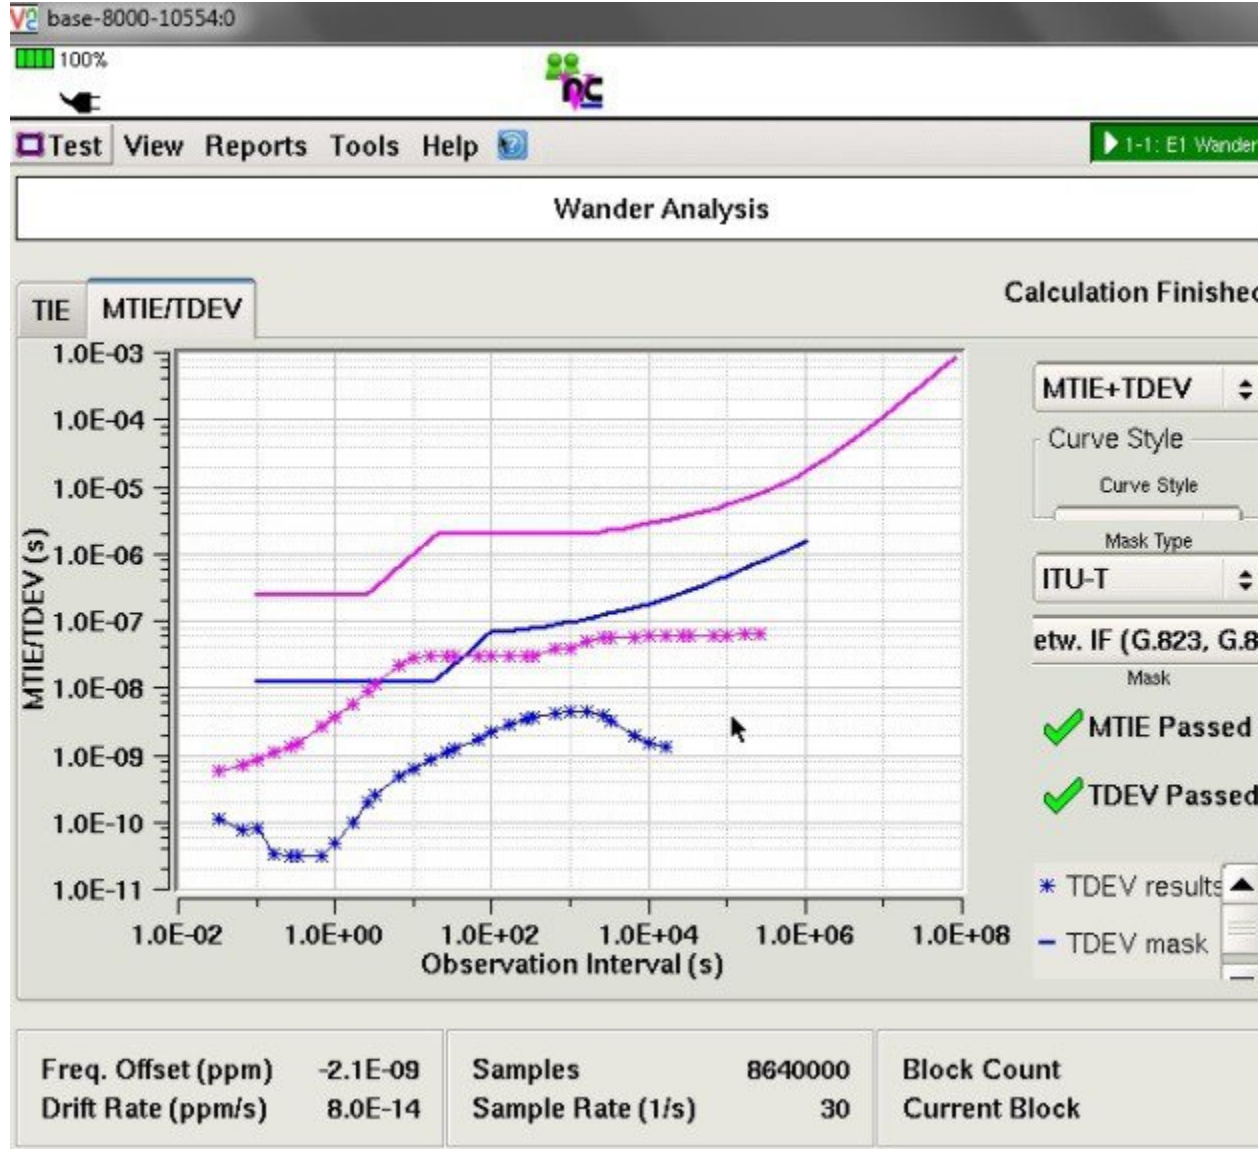 base-8000-10554:0
100%
nc
Test View Reports Tools Help
1-1: E1 Wander
Wander Analysis
TIE MTIE/TDEV
Calculation Finished
1.0E-03
1.0E-04
1.0E-05
1.0E-06
1.0E-07
1.0E-08
1.0E-09
1.0E-10
1.0E-11
MTIE/TDEV (s)
1.0E-02 1.0E+00 1.0E+02 1.0E+04 1.0E+06 1.0E+08
Observation Interval (s)
MTIE+TDEV
Curve Style
Curve Style
Mask Type
ITU-T
etw. IF (G.823, G.8
Mask
MTIE Passed
TDEV Passed
TDEV results
TDEV mask
Freq. Offset (ppm) -2.1E-09
Drift Rate (ppm/s) 8.0E-14
Samples 8640000
Sample Rate (1/s) 30
Block Count
Current Block